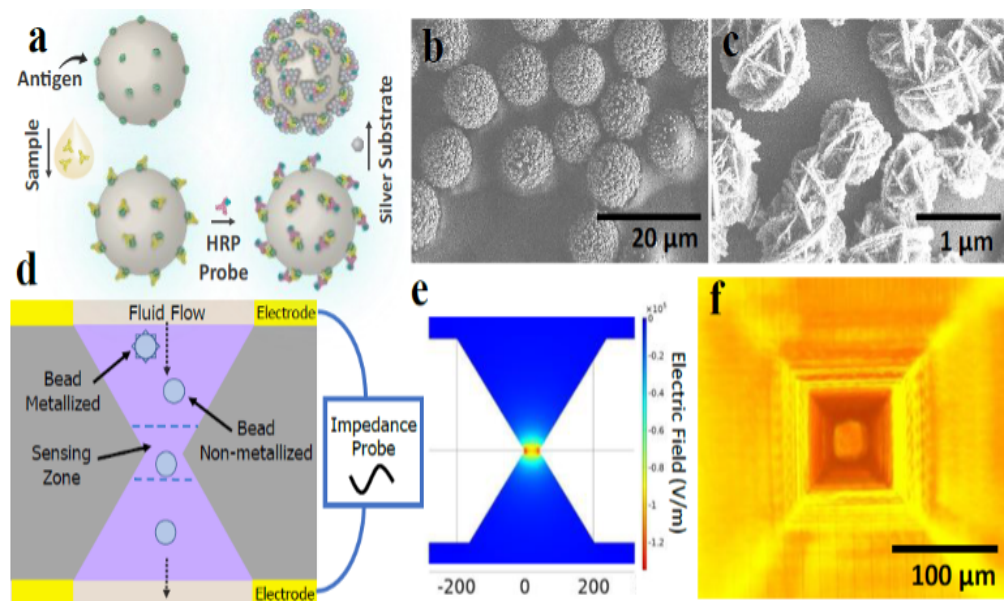 a
Antigen
Sample
HRP
Probe
Silver Substrate
b
20 µm
c
1 µm
d
Fluid Flow
Electrode
Bead
Metallized
Bead
Non-metallized
Sensing
Zone
Impedance
Probe
Electrode
e
×10⁵
0
-0.2
-0.4
-0.6
-0.8
-1
-1.2
Electric Field (V/m)
-200
0
200
f
100 µm